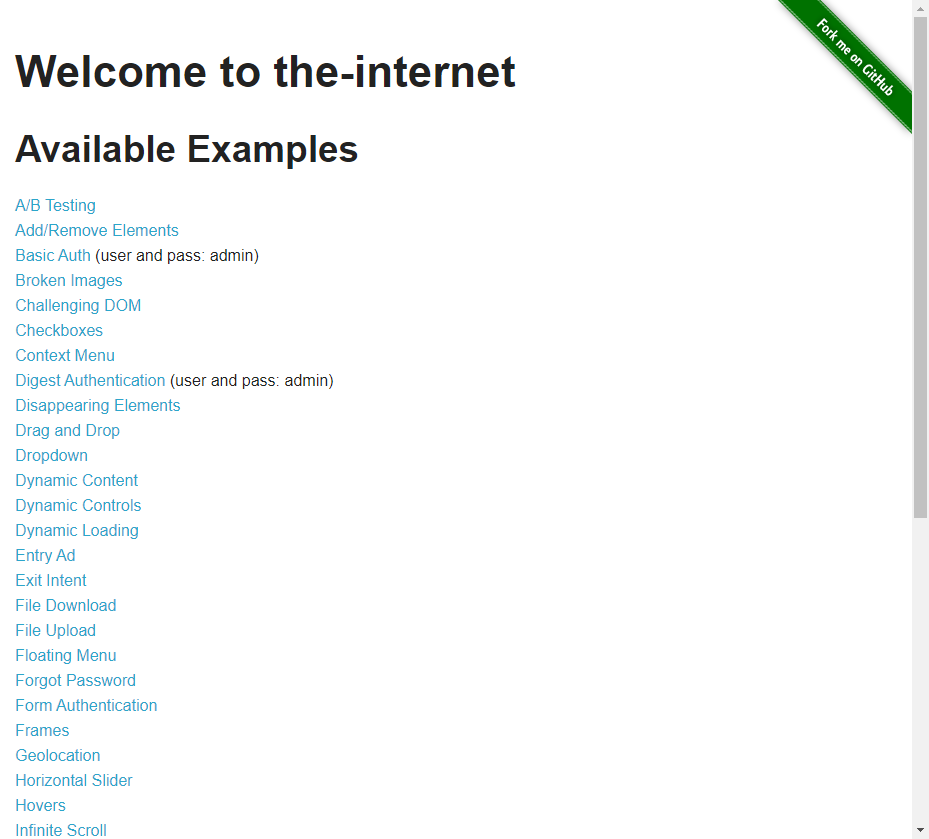 Fork me on GitHub
Welcome to the-internet
Available Examples
A/B Testing
Add/Remove Elements
Basic Auth (user and pass: admin)
Broken Images
Challenging DOM
Checkboxes
Context Menu
Digest Authentication (user and pass: admin)
Disappearing Elements
Drag and Drop
Dropdown
Dynamic Content
Dynamic Controls
Dynamic Loading
Entry Ad
Exit Intent
File Download
File Upload
Floating Menu
Forgot Password
Form Authentication
Frames
Geolocation
Horizontal Slider
Hovers
Infinite Scroll